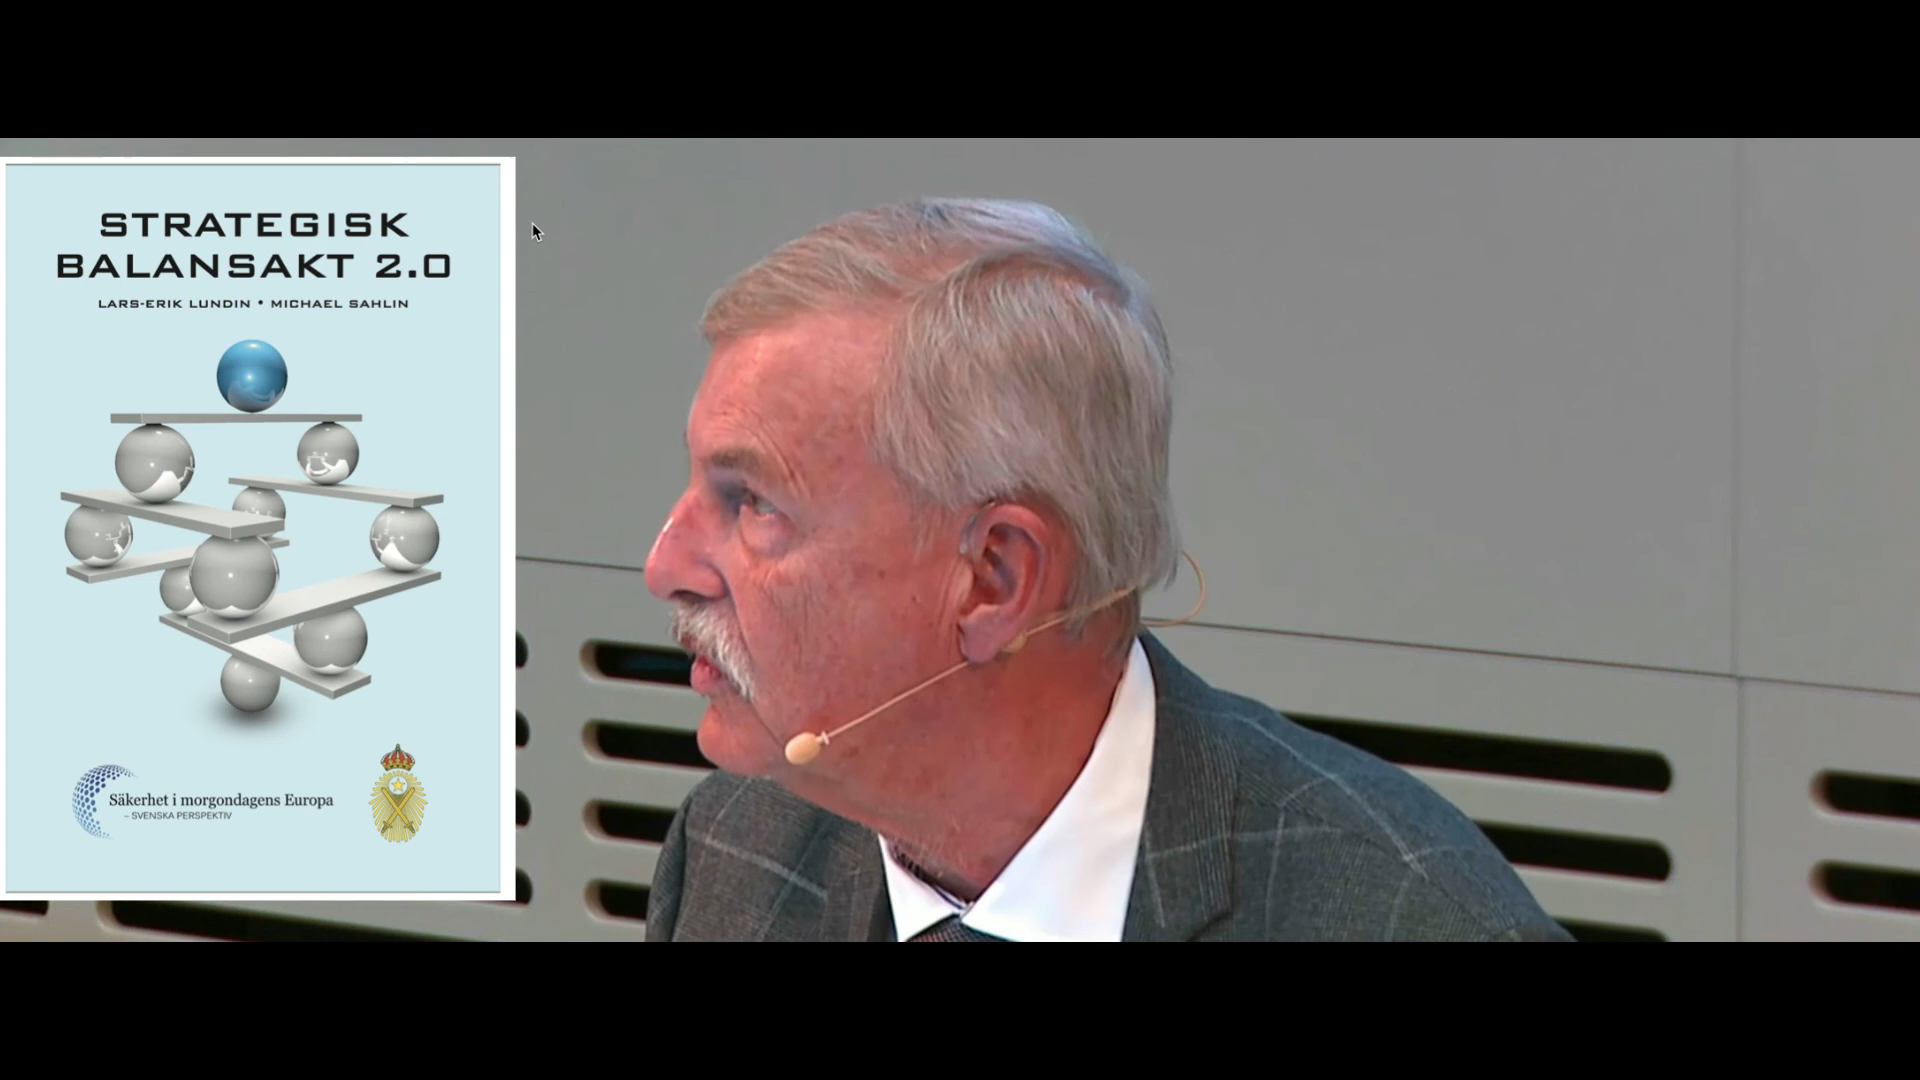 STRATEGISK
BALANSAKT 2.0
LARS-ERIK LUNDIN • MICHAEL SAHLIN
Säkerhet i morgondagens Europa
– SVENSKA PERSPEKTIV